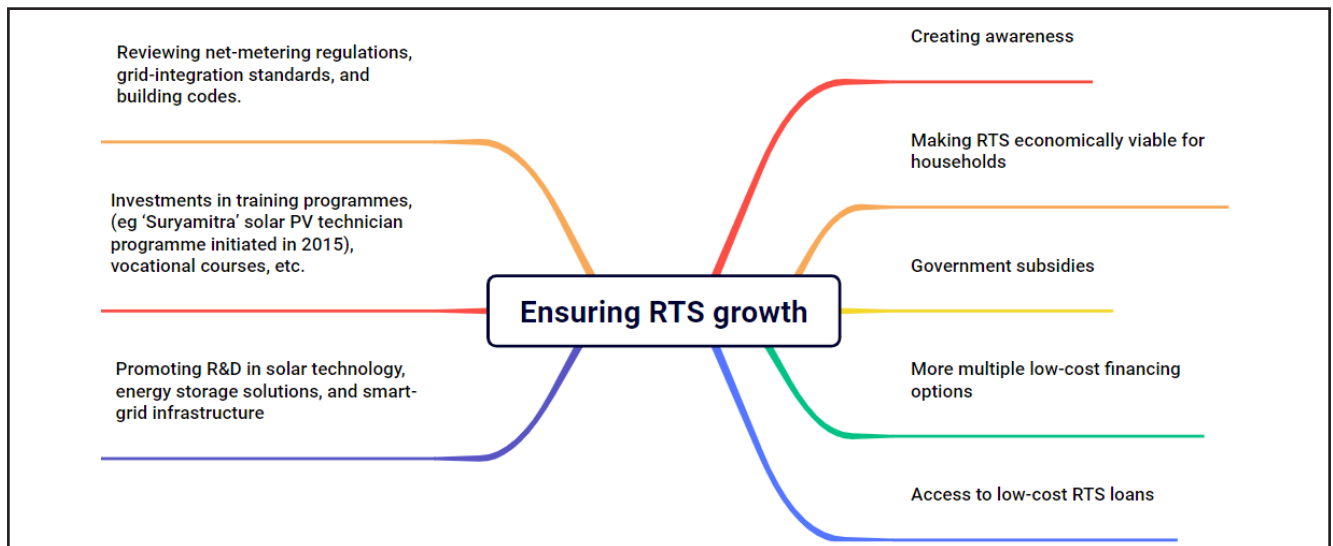 Reviewing net-metering regulations,
grid-integration standards, and
building codes.
Investments in training programmes,
(eg ‘Suryamitra’ solar PV technician
programme initiated in 2015),
vocational courses, etc.
Promoting R&D in solar technology,
energy storage solutions, and smart-
grid infrastructure
Ensuring RTS growth
Creating awareness
Making RTS economically viable for
households
Government subsidies
More multiple low-cost financing
options
Access to low-cost RTS loans